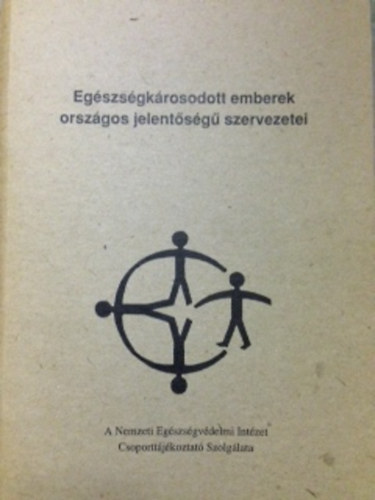 Egészségkárosodott emberek
országos jelentőségű szervezetei
A Nemzeti Egészségvédelmi Intézet
Csoporttájékoztató Szolgálata